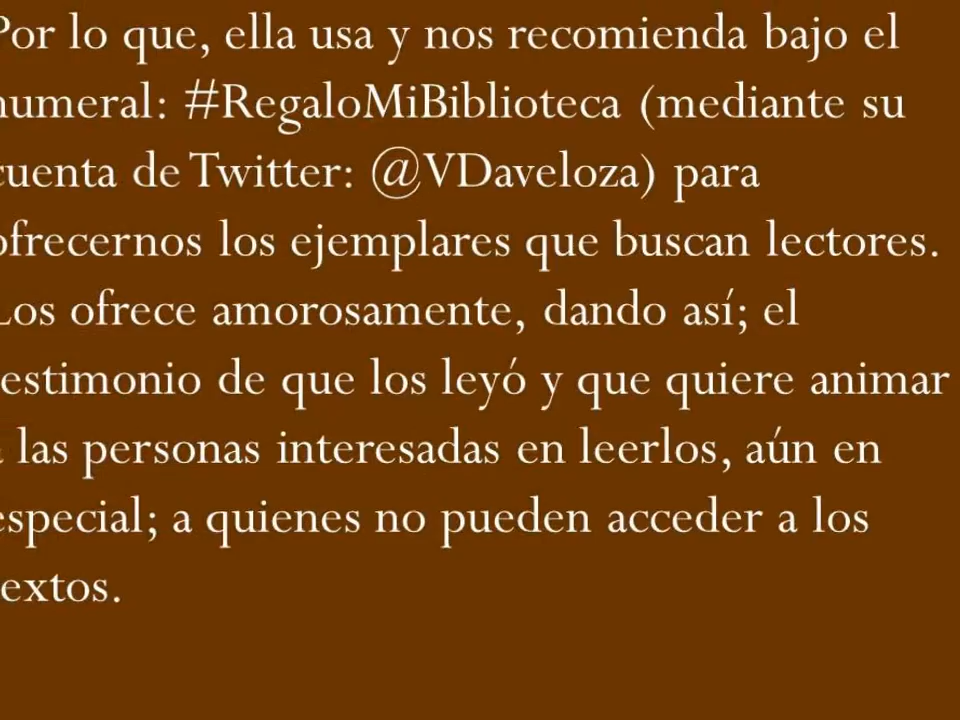 Por lo que, ella usa y nos recomienda bajo el
numeral: #RegaloMiBiblioteca (mediante su
cuenta de Twitter: @VDaveloza) para
ofrecernos los ejemplares que buscan lectores.
Los ofrece amorosamente, dando así; el
testimonio de que los leyó y que quiere animar
a las personas interesadas en leerlos, aún en
especial; a quienes no pueden acceder a los
textos.